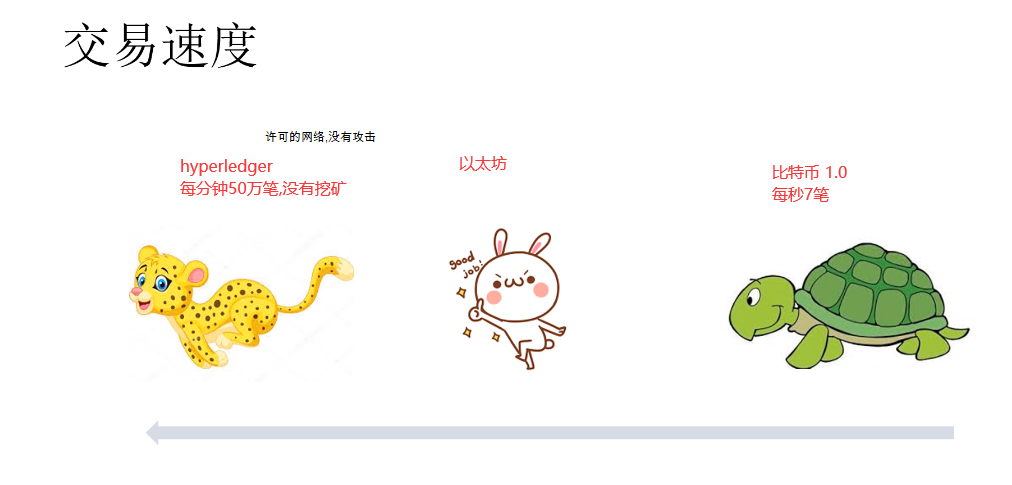 交易速度
许可的网络,没有攻击
hyperledger
每分钟50万笔,没有挖矿
以太坊
比特币 1.0
每秒7笔
good
job!